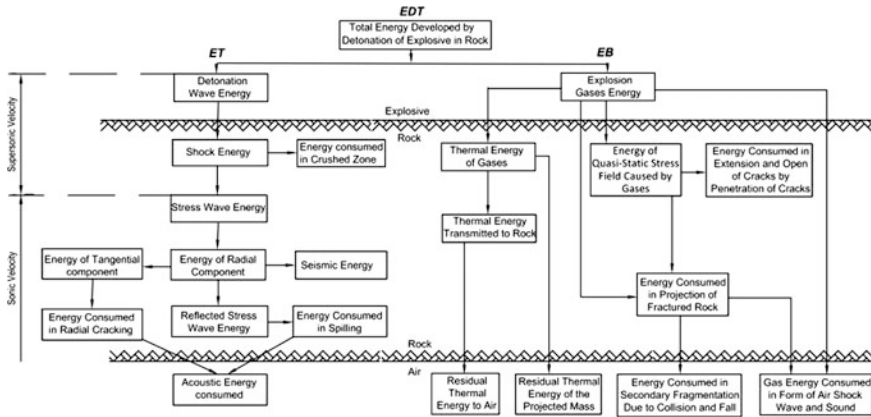 EDT
Total Energy Developed by
Detonation of Explosive in Rock
ET
EB
Detonation
Wave Energy
Explosion
Gases Energy
Supersonic Velocity
Explosive
Rock
Shock Energy
Energy consumed
in Crushed Zone
Thermal Energy
of Gases
Energy of
Quasi-Static Stress
Field Caused by
Gases
Energy Consumed in
Extension and Open
of Cracks by
Penetration of Cracks
Stress Wave Energy
Thermal Energy
Transmitted to Rock
Sonic Velocity
Energy of Tangential
component
Energy of Radial
Component
Seismic Energy
Energy Consumed
in Projection of
Fractured Rock
Energy Consumed
in Radial Cracking
Reflected Stress
Wave Energy
Energy Consumed
in Spilling
Rock
Air
Acoustic Energy
consumed
Residual
Thermal
Energy to Air
Residual Thermal
Energy of the
Projected Mass
Energy Consumed in
Secondary Fragmentation
Due to Collision and Fall
Gas Energy Consumed
in Form of Air Shock
Wave and Sound